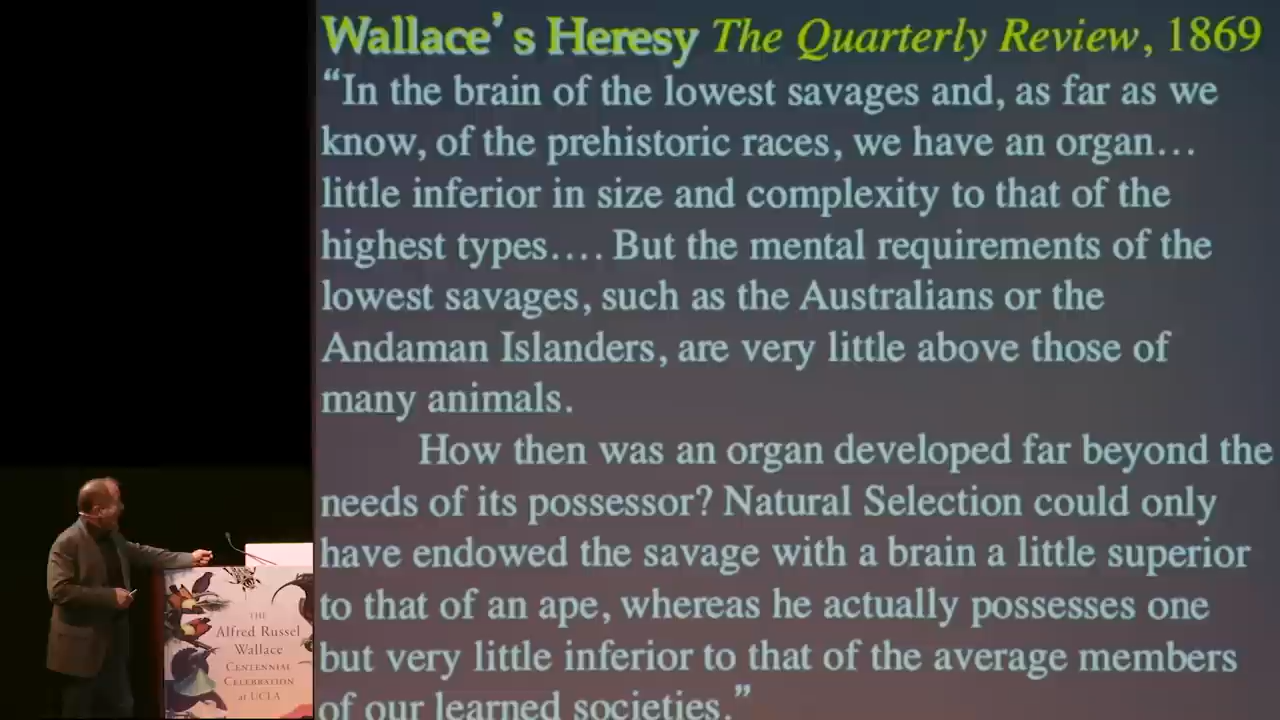 Wallace's Heresy The Quarterly Review, 1869
“In the brain of the lowest savages and, as far as we
know, of the prehistoric races, we have an organ…
little inferior in size and complexity to that of the
highest types…. But the mental requirements of the
lowest savages, such as the Australians or the
Andaman Islanders, are very little above those of
many animals.
How then was an organ developed far beyond the
needs of its possessor? Natural Selection could only
have endowed the savage with a brain a little superior
to that of an ape, whereas he actually possesses one
but very little inferior to that of the average members
of our learned societies.”
THE
Alfred Russel
Wallace
CENTENNIAL
CELEBRATION
at UCLA